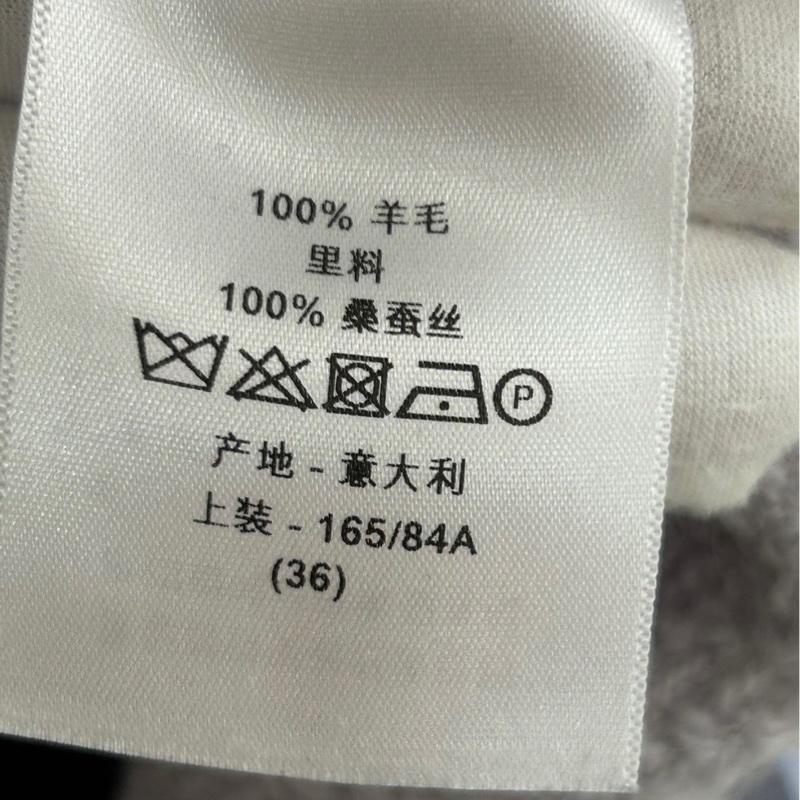 100% 羊毛
里料
100% 桑蚕丝
P
产地 - 意大利
上装 - 165/84A
(36)